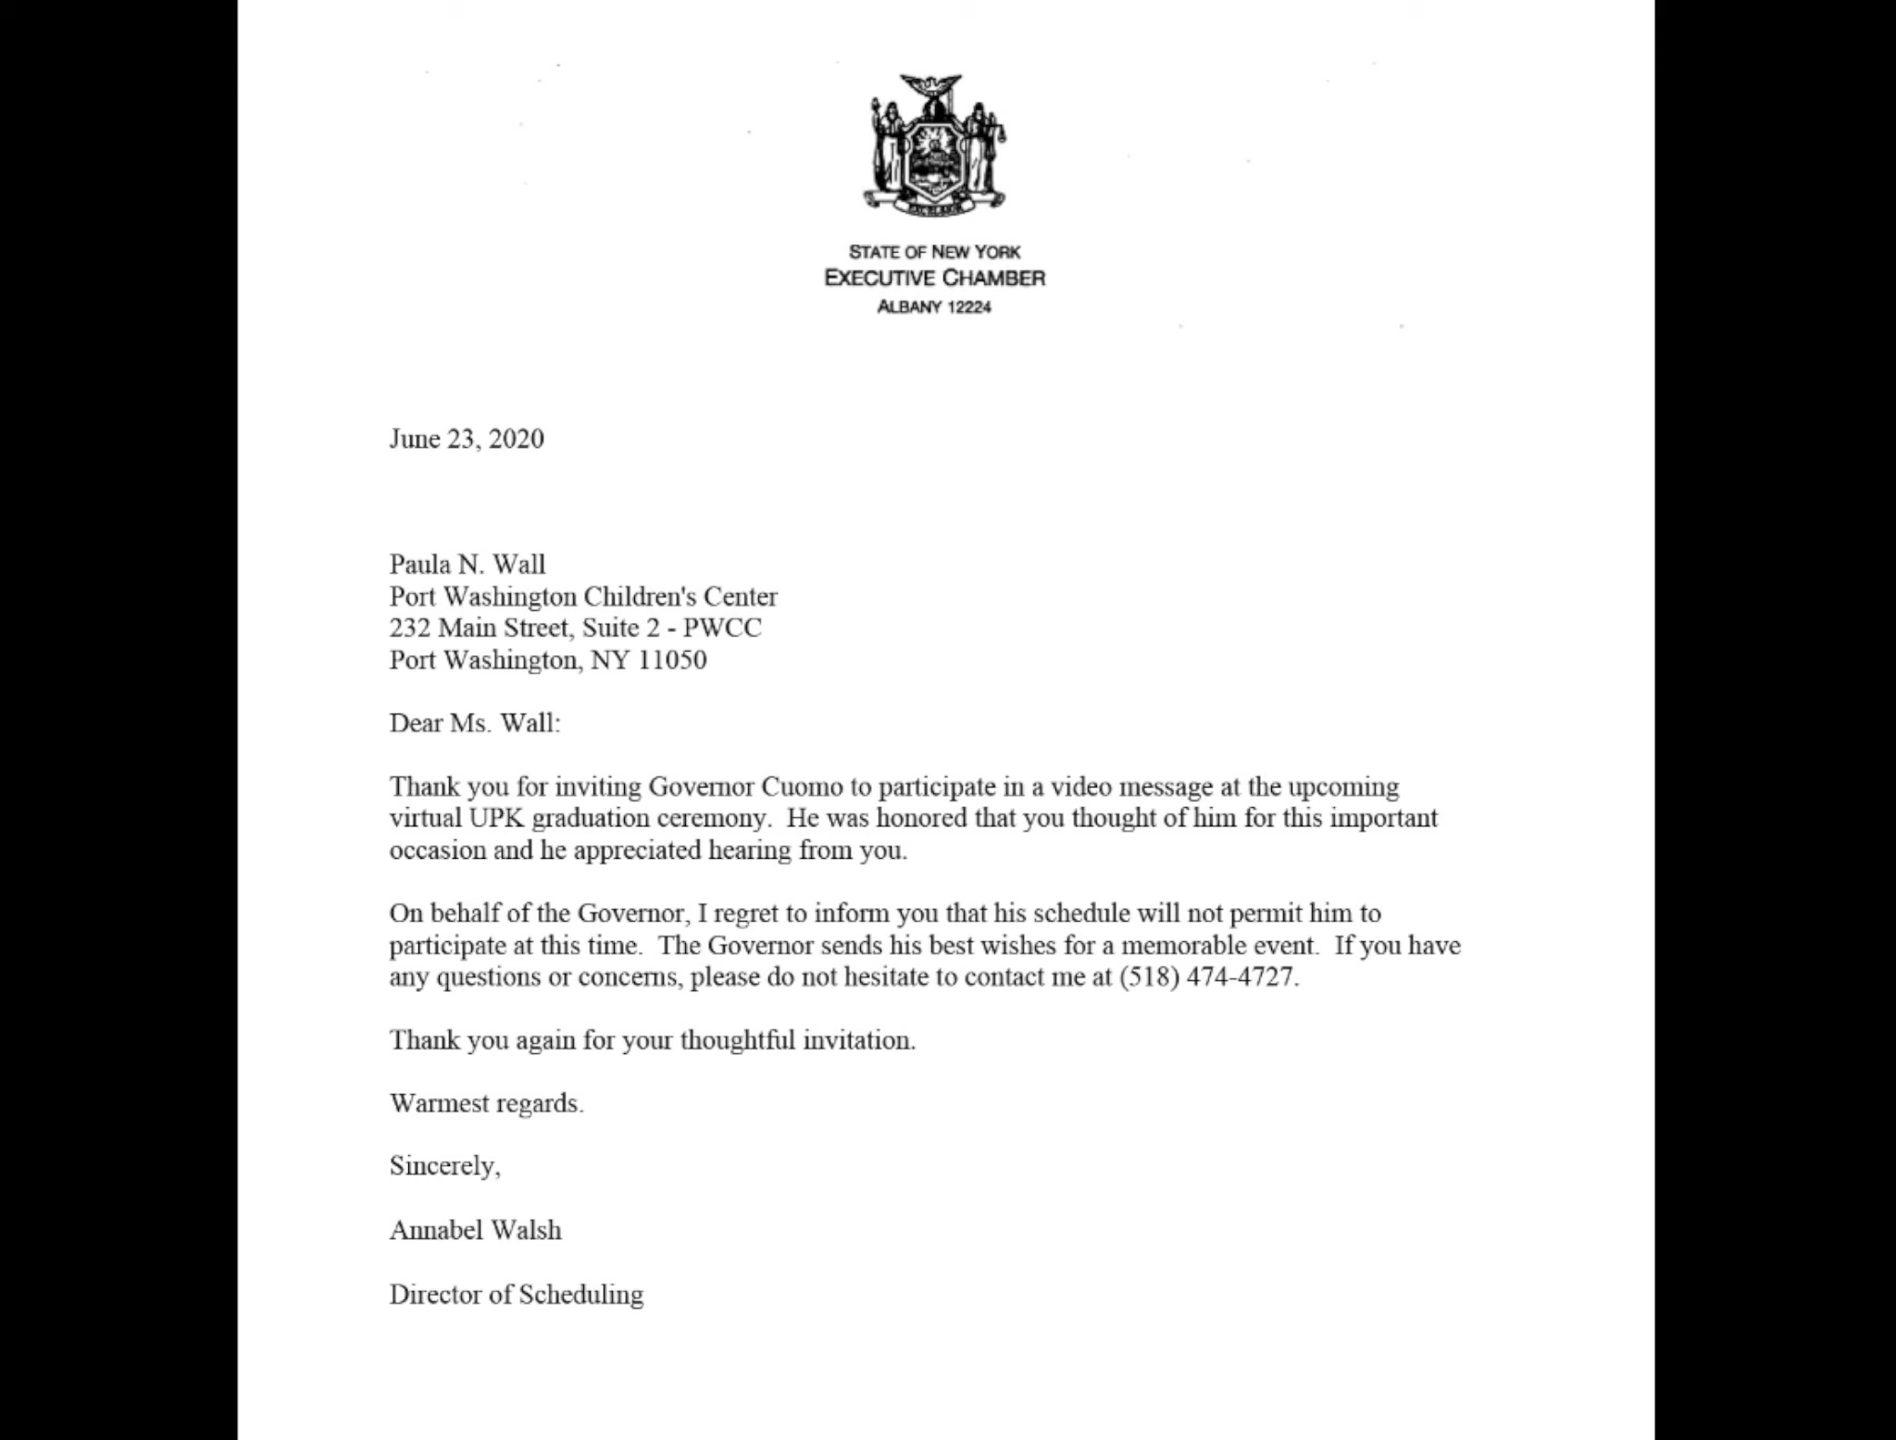 EXCELSIOR
STATE OF NEW YORK
EXECUTIVE CHAMBER
ALBANY 12224
June 23, 2020
Paula N. Wall
Port Washington Children's Center
232 Main Street, Suite 2 - PWCC
Port Washington, NY 11050
Dear Ms. Wall:
Thank you for inviting Governor Cuomo to participate in a video message at the upcoming
virtual UPK graduation ceremony.  He was honored that you thought of him for this important
occasion and he appreciated hearing from you.
On behalf of the Governor, I regret to inform you that his schedule will not permit him to
participate at this time.  The Governor sends his best wishes for a memorable event.  If you have
any questions or concerns, please do not hesitate to contact me at (518) 474-4727.
Thank you again for your thoughtful invitation.
Warmest regards.
Sincerely,
Annabel Walsh
Director of Scheduling